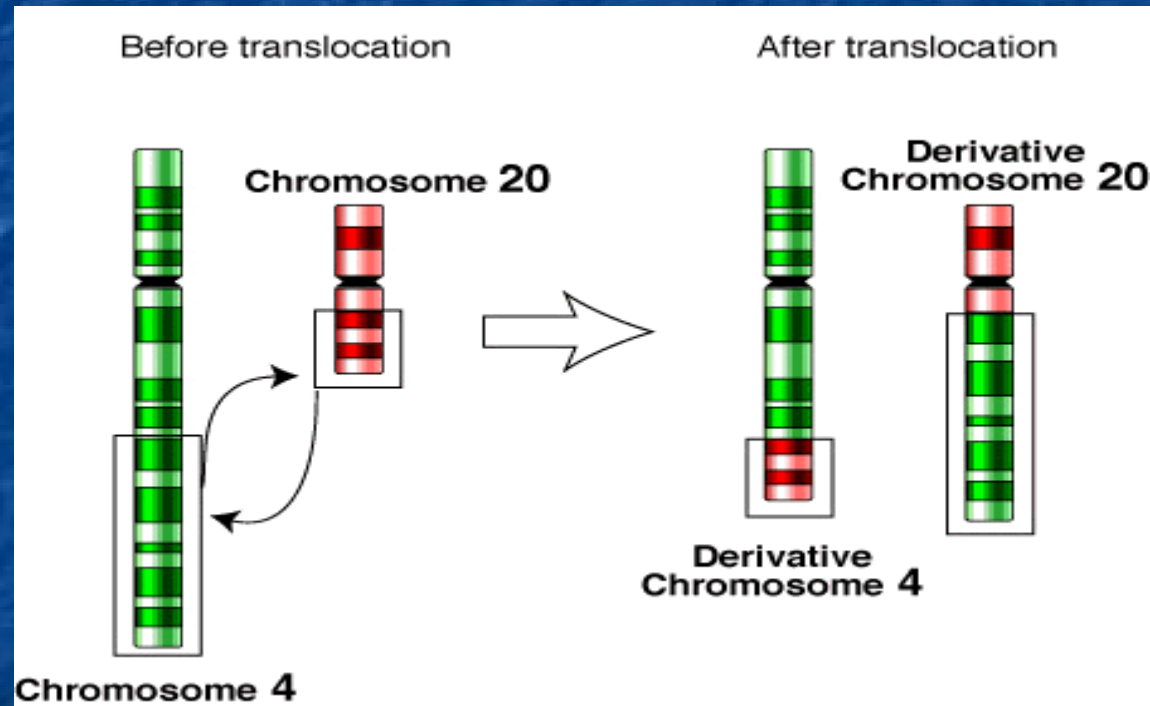 Before translocation
After translocation
Chromosome 20
Derivative
Chromosome 20
Derivative
Chromosome 4
Chromosome 4